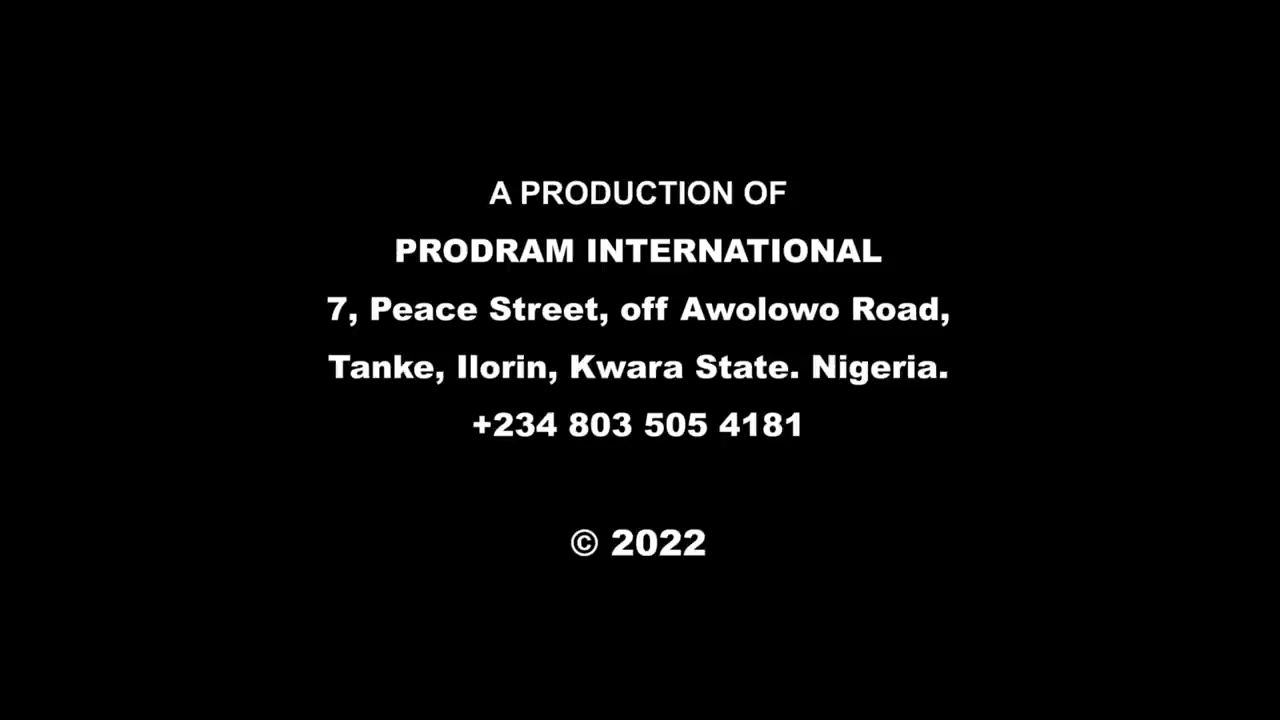 A PRODUCTION OF
PRODRAM INTERNATIONAL
7, Peace Street, off Awolowo Road,
Tanke, Ilorin, Kwara State. Nigeria.
+234 803 505 4181
© 2022